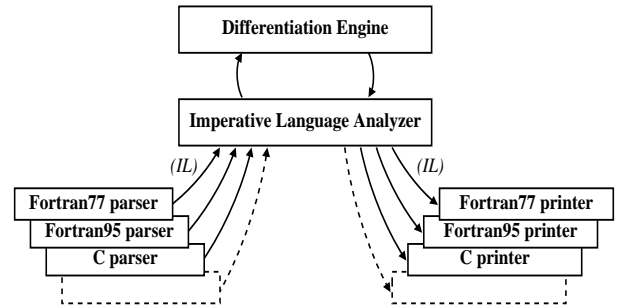 Differentiation Engine
Imperative Language Analyzer
(IL)
(IL)
Fortran77 parser
Fortran77 printer
Fortran95 parser
Fortran95 printer
C parser
C printer